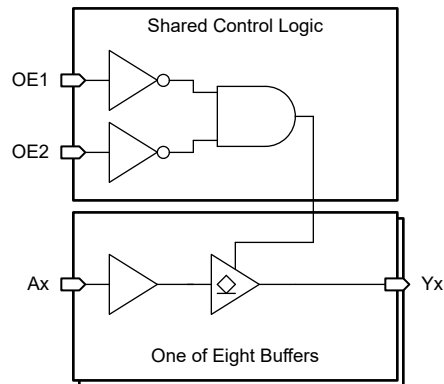 Shared Control Logic
OE1
OE2
Ax
Yx
One of Eight Buffers